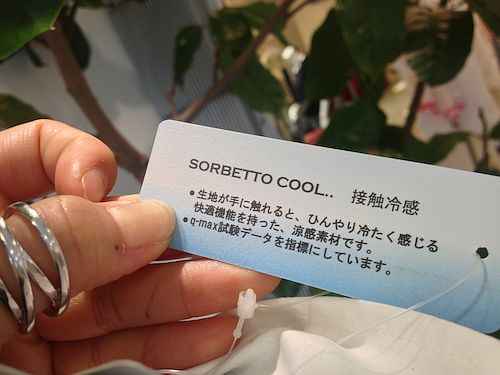 SORBETTO COOL.. 接触冷感
●生地が手に触れると、ひんやり冷たく感じる
快適機能を持った、涼感素材です。
●q-max試験データを指標にしています。